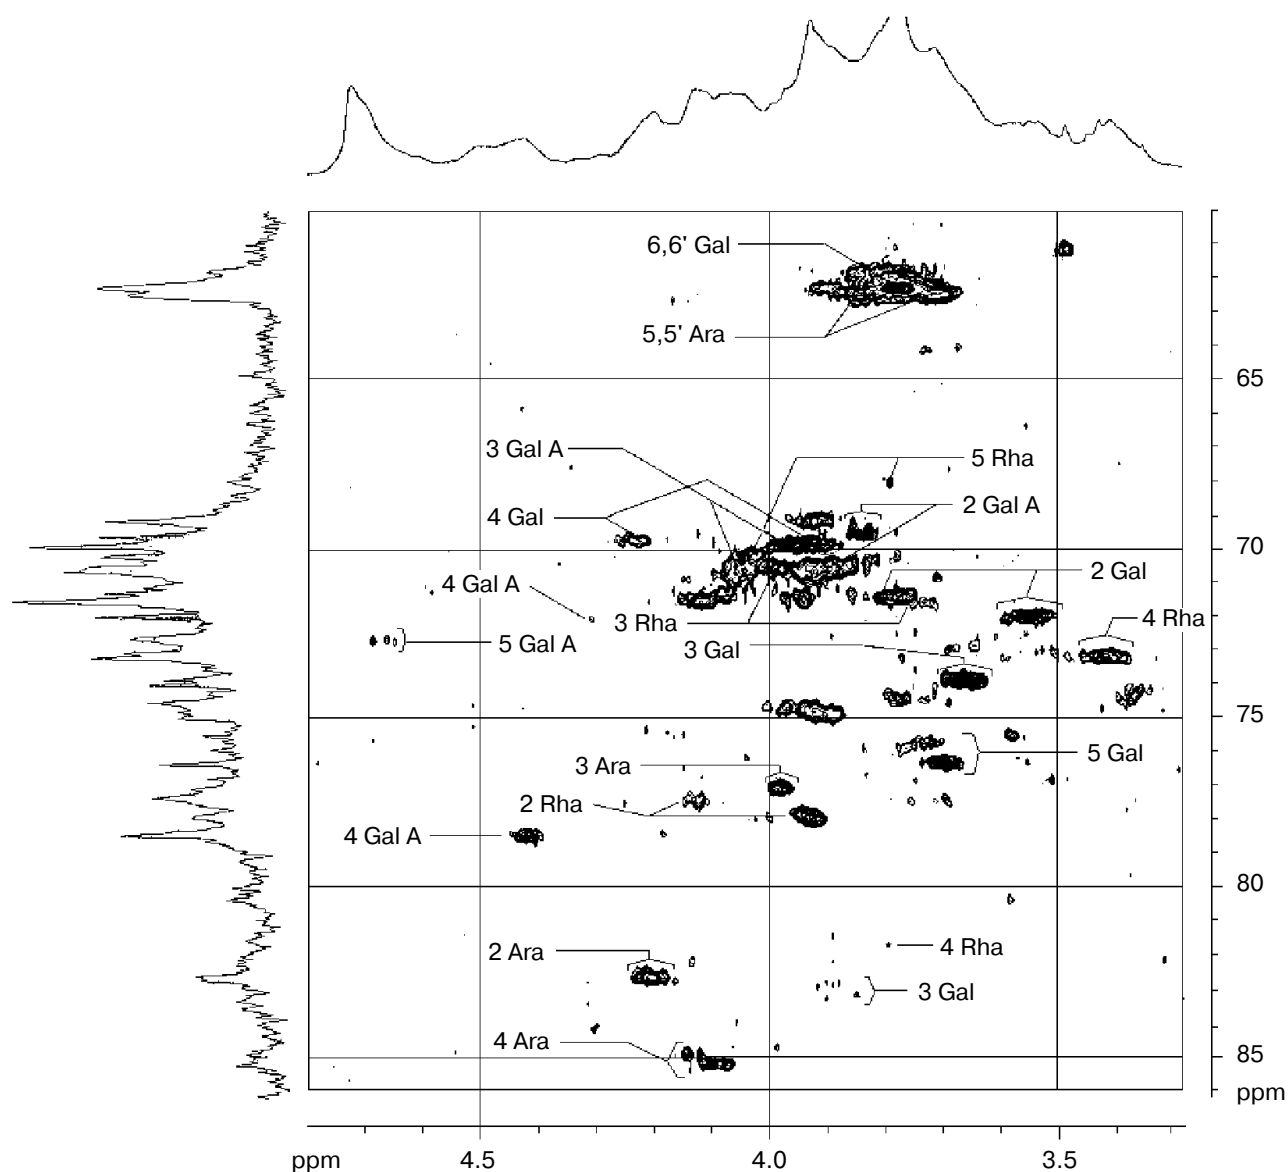 6,6' Gal
5,5' Ara
65
3 Gal A
5 Rha
4 Gal
2 Gal A
70
4 Gal A
2 Gal
3 Rha
4 Rha
5 Gal A
3 Gal
75
5 Gal
3 Ara
2 Rha
4 Gal A
80
2 Ara
4 Rha
3 Gal
4 Ara
85
ppm
ppm
4.5
4.0
3.5